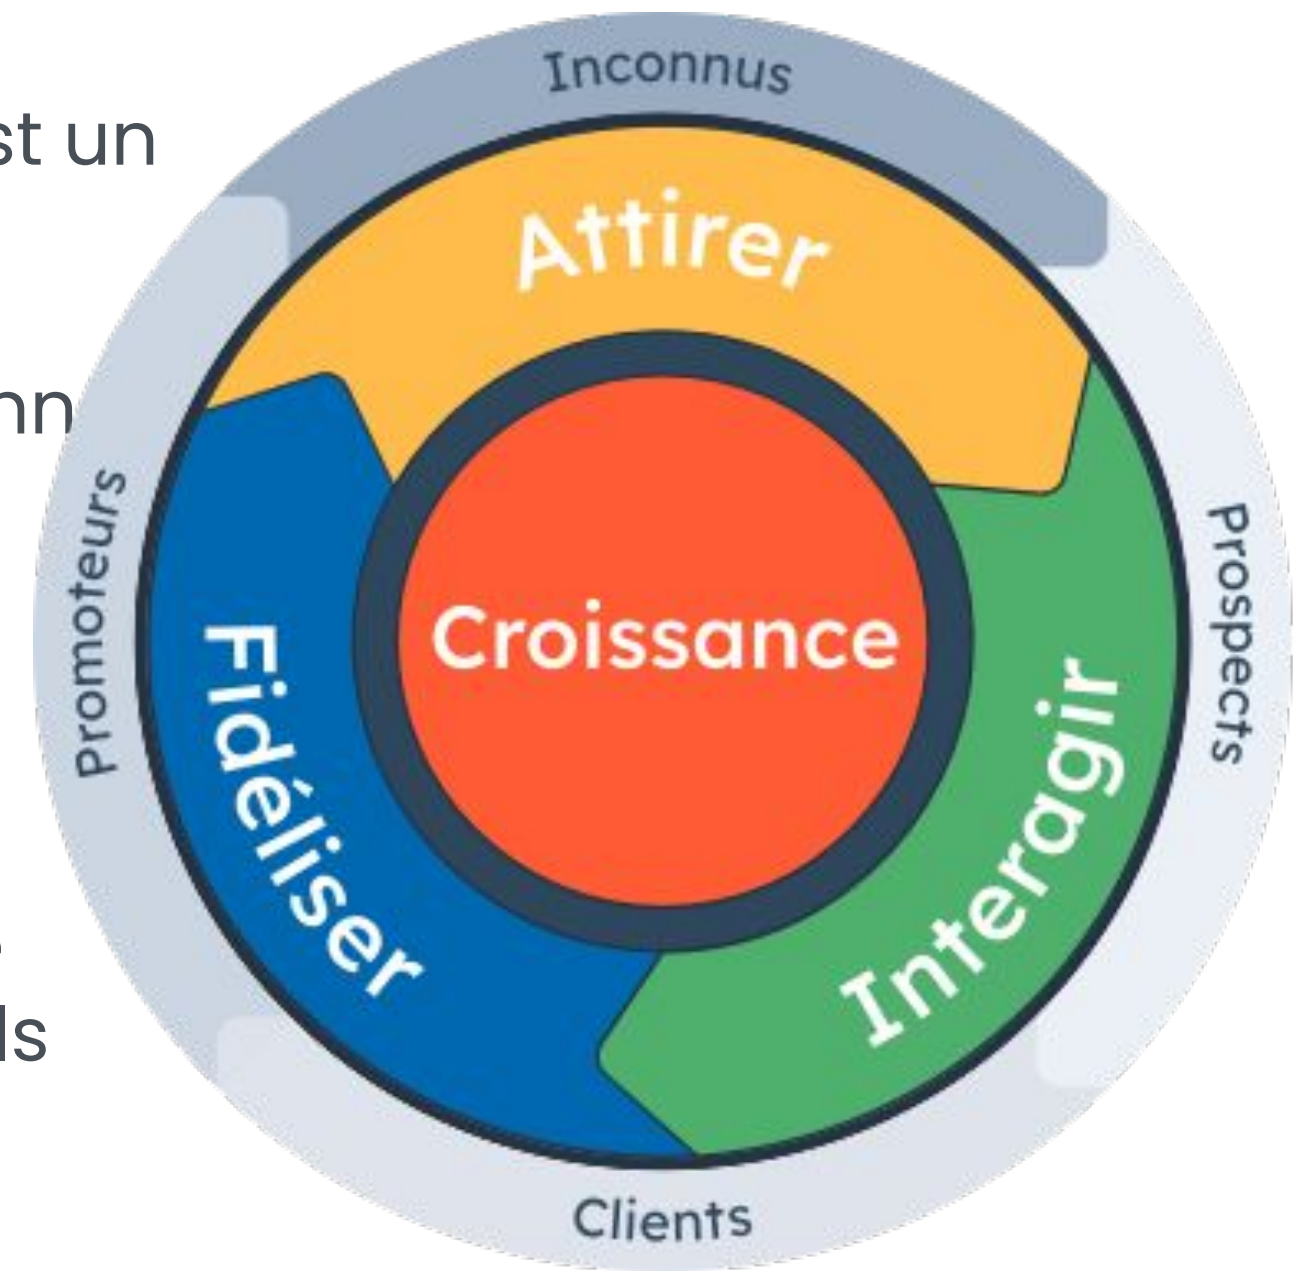 Inconnus
st un
Attirer
nn
Promoteurs
Prospects
Croissance
Fidéliser
Interagir
ls
Clients